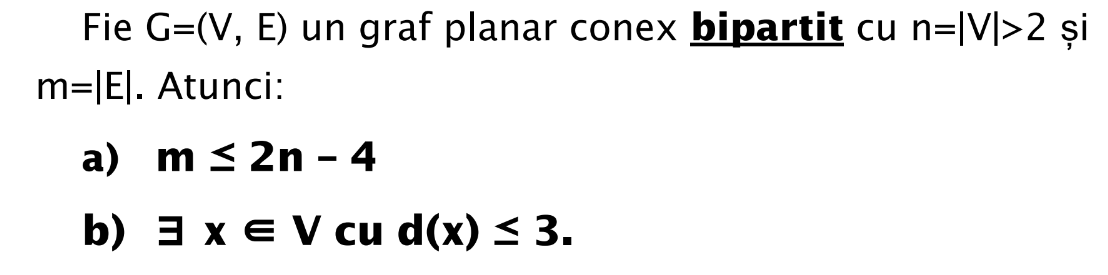 Fie G=(V, E) un graf planar conex bipartit cu n=|V|>2 și
m=|E|. Atunci:
a) m ≤ 2n – 4
b) ∃ x ∈ V cu d(x) ≤ 3.